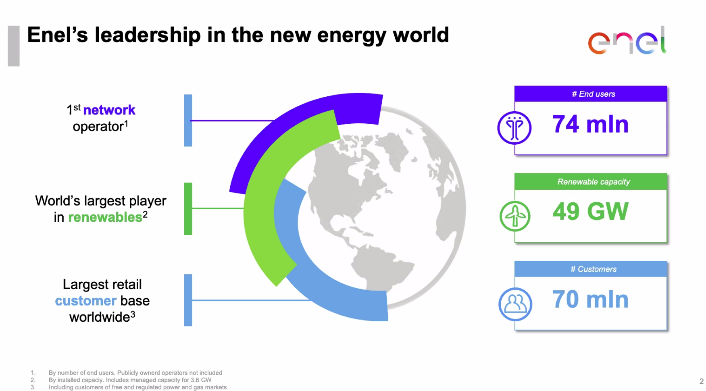 Enel's leadership in the new energy world
enel
1st network
operator1
World's largest player
in renewables2
Largest retail
customer base
worldwide3
# End users
74 mln
Renewable capacity
49 GW
# Customers
70 mln
1. By number of end users. Publicly ownerd operators not included
2. By installed capaciy. Includes managed capacity for 3.6 GW
3. Including customers of free and regulated power and gas markets
2